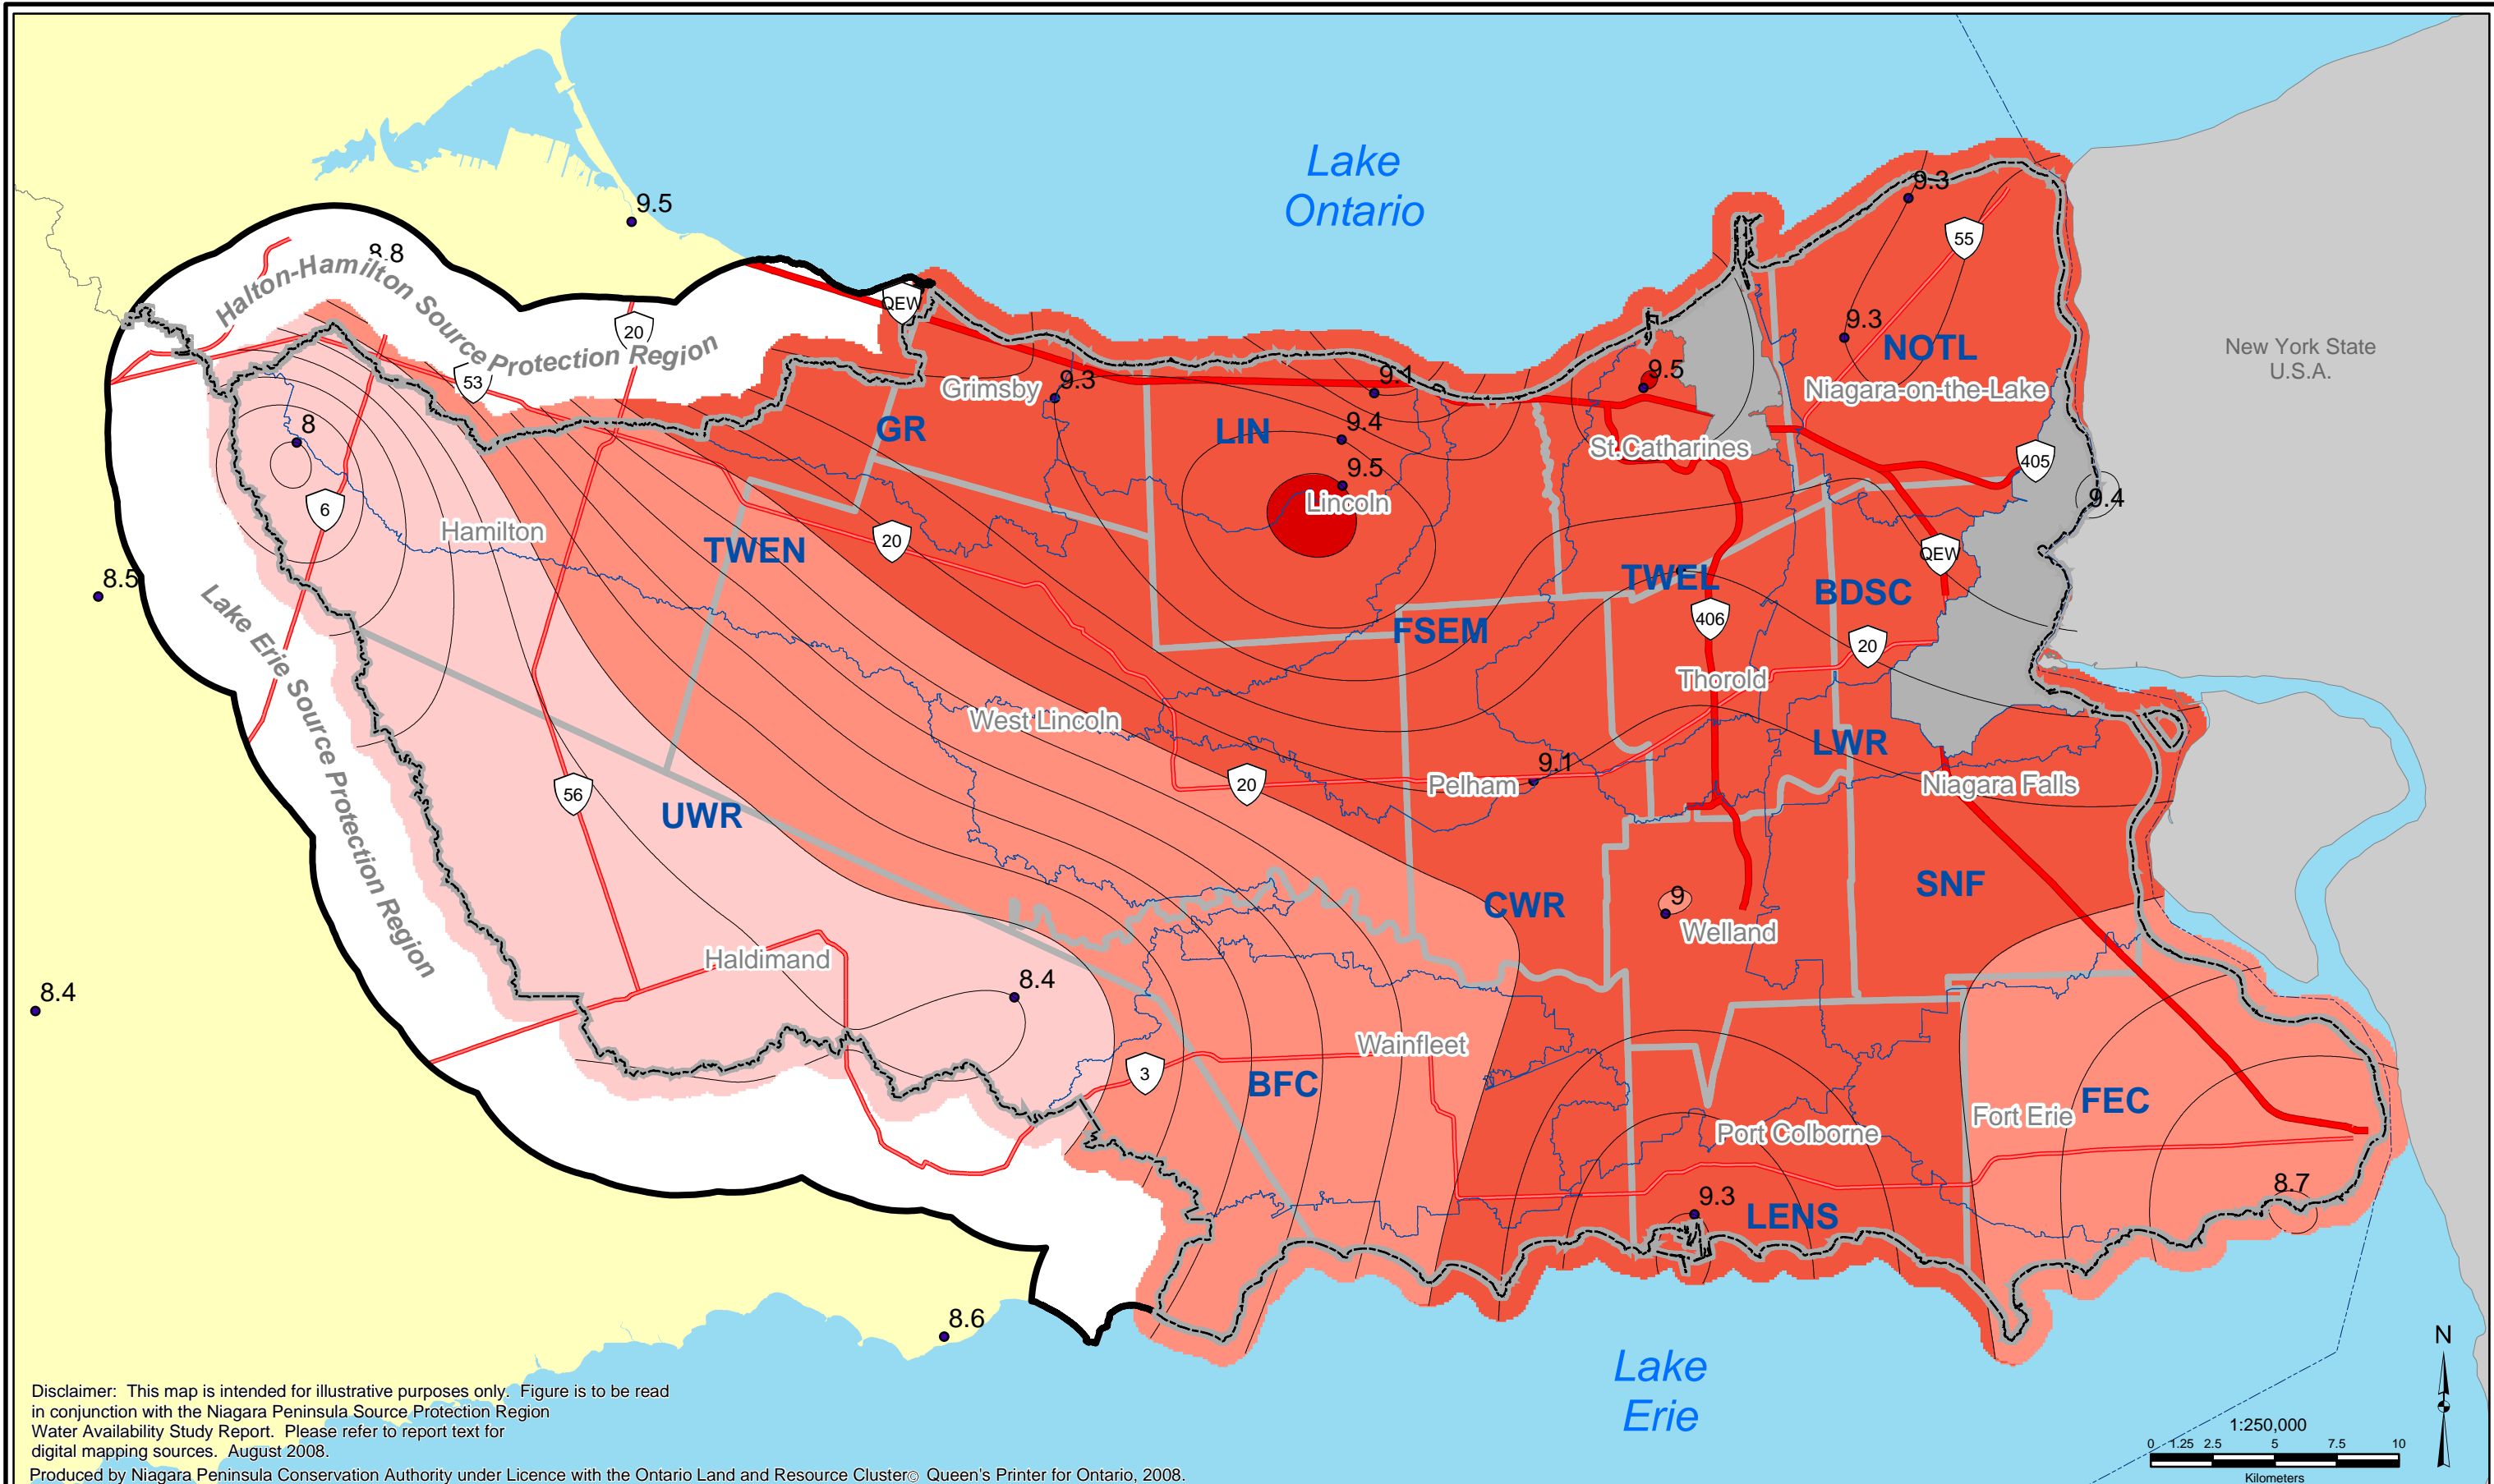 Lake
Ontario
9.5
8.8
Halton-Hamilton Source Protection Region
QEW
20
53
9.3
55
9.3
NOTL
Niagara-on-the-Lake
New York State
U.S.A.
Grimsby
9.3
9.1
9.5
GR
LIN
9.4
9.5
Lincoln
St.Catharines
405
9.4
8
6
Hamilton
TWEN
20
QEW
8.5
Lake Erie Source Protection Region
FSEM
TWEL
406
BDSC
20
Thorold
West Lincoln
LWR
56
UWR
20
Pelham
9.1
Niagara Falls
CWR
9
Welland
SNF
Haldimand
8.4
8.4
Wainfleet
3
BFC
Port Colborne
Fort Erie
FEC
9.3
LENS
8.7
8.6
Lake
Erie
N
1:250,000
0 1.25 2.5 5 7.5 10
Kilometers
Disclaimer: This map is intended for illustrative purposes only. Figure is to be read
in conjunction with the Niagara Peninsula Source Protection Region
Water Availability Study Report. Please refer to report text for
digital mapping sources. August 2008.
Produced by Niagara Peninsula Conservation Authority under Licence with the Ontario Land and Resource Cluster© Queen's Printer for Ontario, 2008.